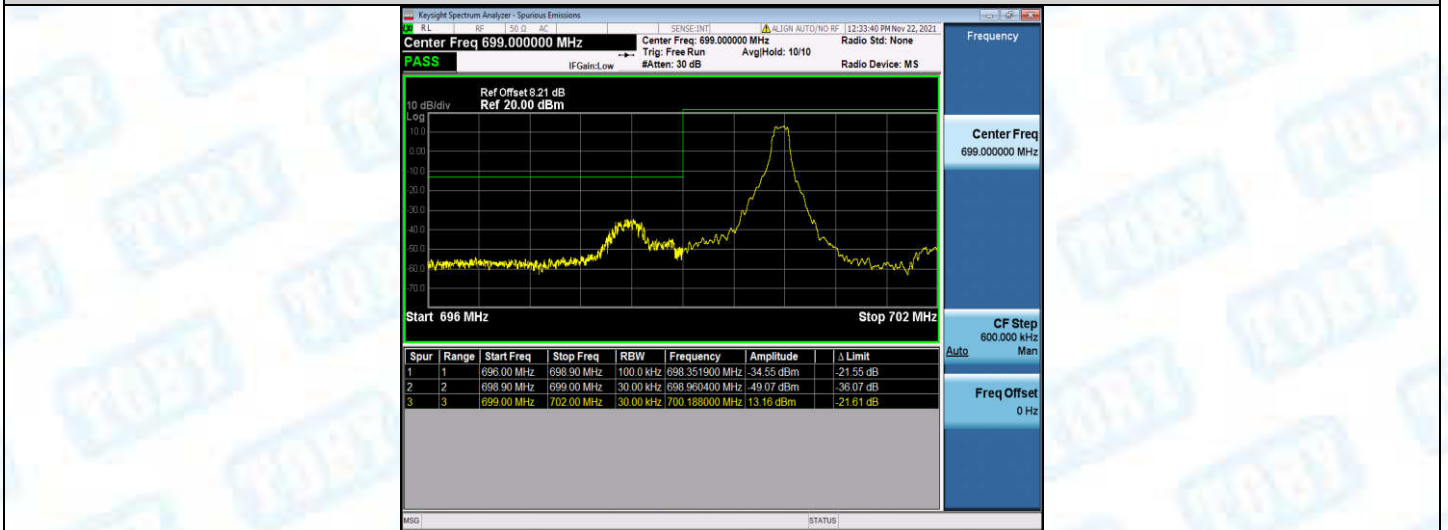 Keysight Spectrum Analyzer - Spurious Emissions
RL RF 50 Ω AC SENSE:INT ALIGN AUTO/NO RF 12:33:40 PM Nov 22, 2021
Center Freq 699.000000 MHz
Center Freq: 699.000000 MHz Radio Std: None
Trig: Free Run Avg|Hold: 10/10
PASS
IFGain:Low #Atten: 30 dB Radio Device: MS
Frequency
Ref Offset 8.21 dB
10 dB/div Ref 20.00 dBm
Log
10.0
0.00
-10.0
-20.0
-30.0
-40.0
-50.0
-60.0
-70.0
Start 696 MHz Stop 702 MHz
Center Freq
699.000000 MHz
CF Step
600.000 kHz
Auto Man
Freq Offset
0 Hz
Spur Range Start Freq Stop Freq RBW Frequency Amplitude Δ Limit
1 1 696.00 MHz 698.90 MHz 100.0 kHz 698.351900 MHz -34.55 dBm -21.55 dB
2 2 698.90 MHz 699.00 MHz 30.00 kHz 698.960400 MHz -49.07 dBm -36.07 dB
3 3 699.00 MHz 702.00 MHz 30.00 kHz 700.188000 MHz 13.16 dBm -21.61 dB
MSG STATUS